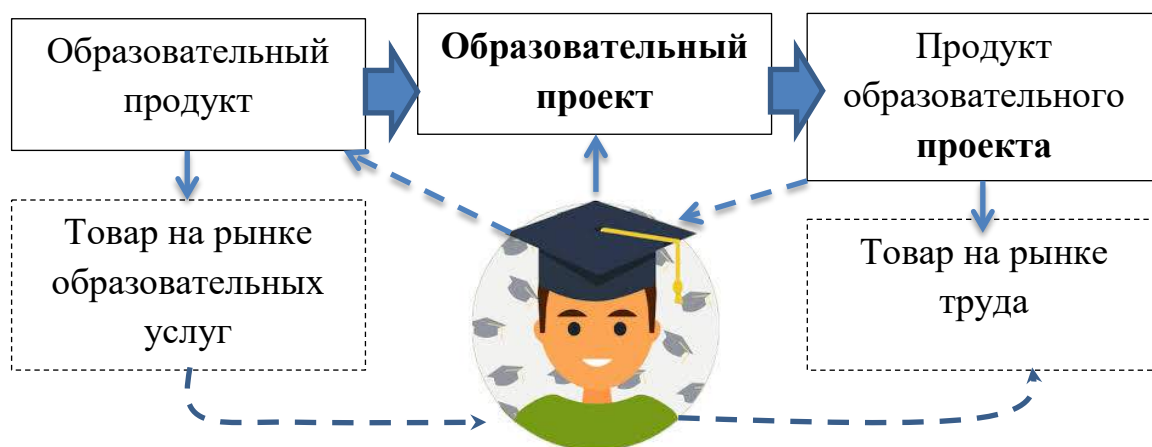 Образовательный
продукт
Образовательный
проект
Продукт
образовательного
проекта
Товар на рынке
образовательных
услуг
Товар на рынке
труда